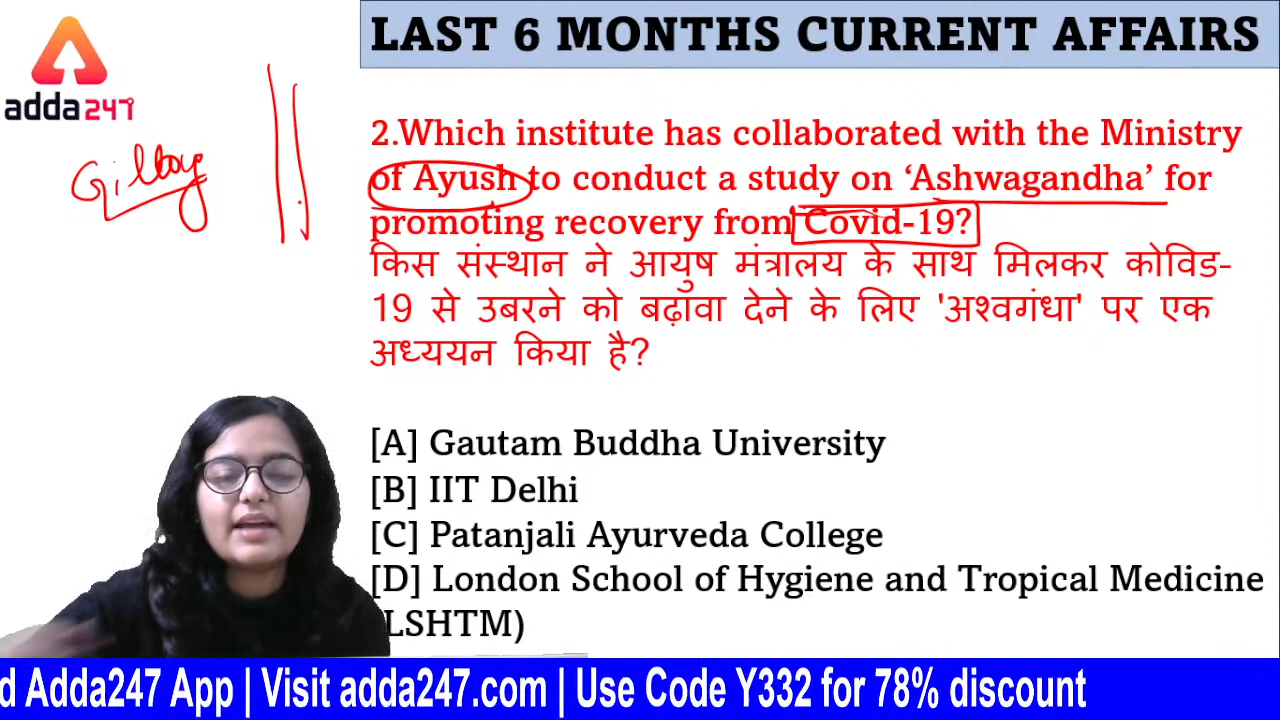 LAST 6 MONTHS CURRENT AFFAIRS
adda247
Gilloy
2.Which institute has collaborated with the Ministry
of Ayush to conduct a study on ‘Ashwagandha’ for
promoting recovery from Covid-19?
किस संस्थान ने आयुष मंत्रालय के साथ मिलकर कोविड-
19 से उबरने को बढ़ावा देने के लिए 'अश्वगंधा' पर एक
अध्ययन किया है?
[A] Gautam Buddha University
[B] IIT Delhi
[C] Patanjali Ayurveda College
[D] London School of Hygiene and Tropical Medicine
LSHTM)
d Adda247 App | Visit adda247.com | Use Code Y332 for 78% discount